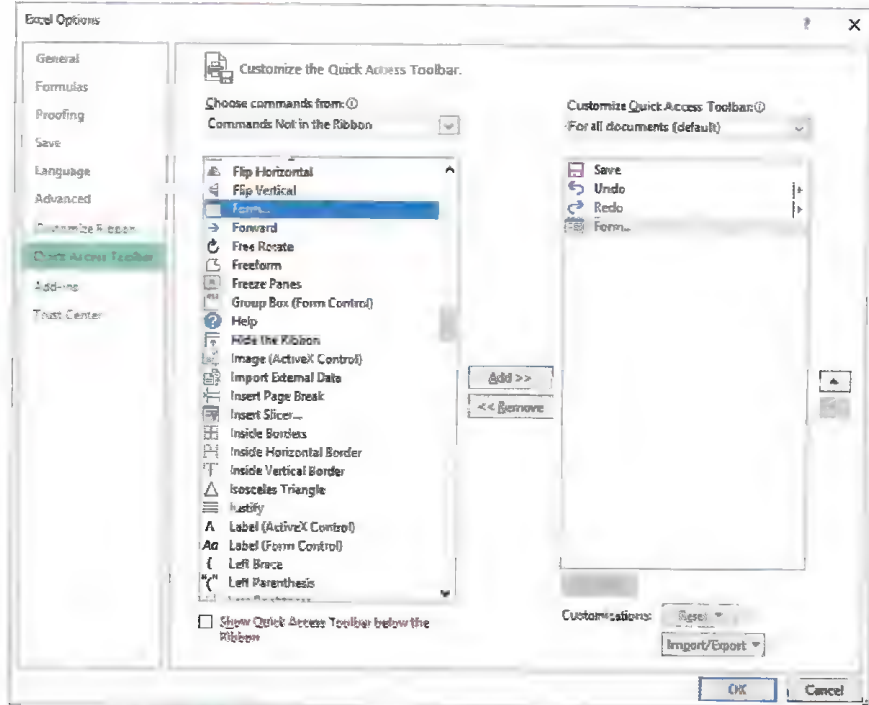 Excel Options
?
General
Formulas
Proofing
Save
Language
Advanced
Customize Ribbon
Quick Access Toolbar
Add-ins
Trust Center
Customize the Quick Access Toolbar.
Choose commands from:
Commands Not in the Ribbon
Flip Horizontal
Flip Vertical
Form...
Forward
Free Rotate
Freeform
Freeze Panes
Group Box (Form Control)
Help
Hide the Ribbon
Image (ActiveX Control)
Import External Data
Insert Page Break
Insert Slicer...
Inside Borders
Inside Horizontal Border
Inside Vertical Border
Isosceles Triangle
Justify
Label (ActiveX Control)
Label (Form Control)
Left Brace
Left Parenthesis
Show Quick Access Toolbar below the
Ribbon
Add >>
<< Remove
Customize Quick Access Toolbar:
For all documents (default)
Save
Undo
Redo
Form...
Customizations:
Reset
Import/Export
OK
Cancel